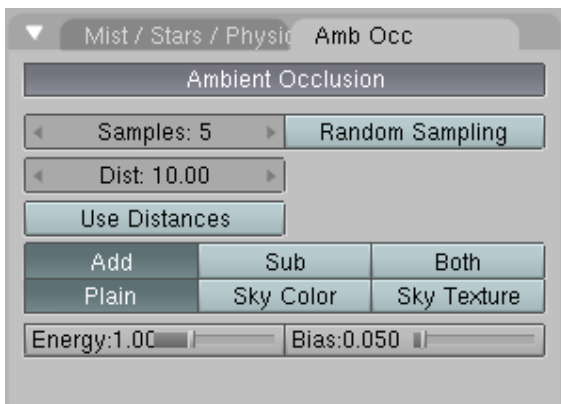 Mist / Stars / Physic Amb Occ
Ambient Occlusion
Samples: 5 Random Sampling
Dist: 10.00
Use Distances
Add Sub Both
Plain Sky Color Sky Texture
Energy:1.00 Bias:0.050